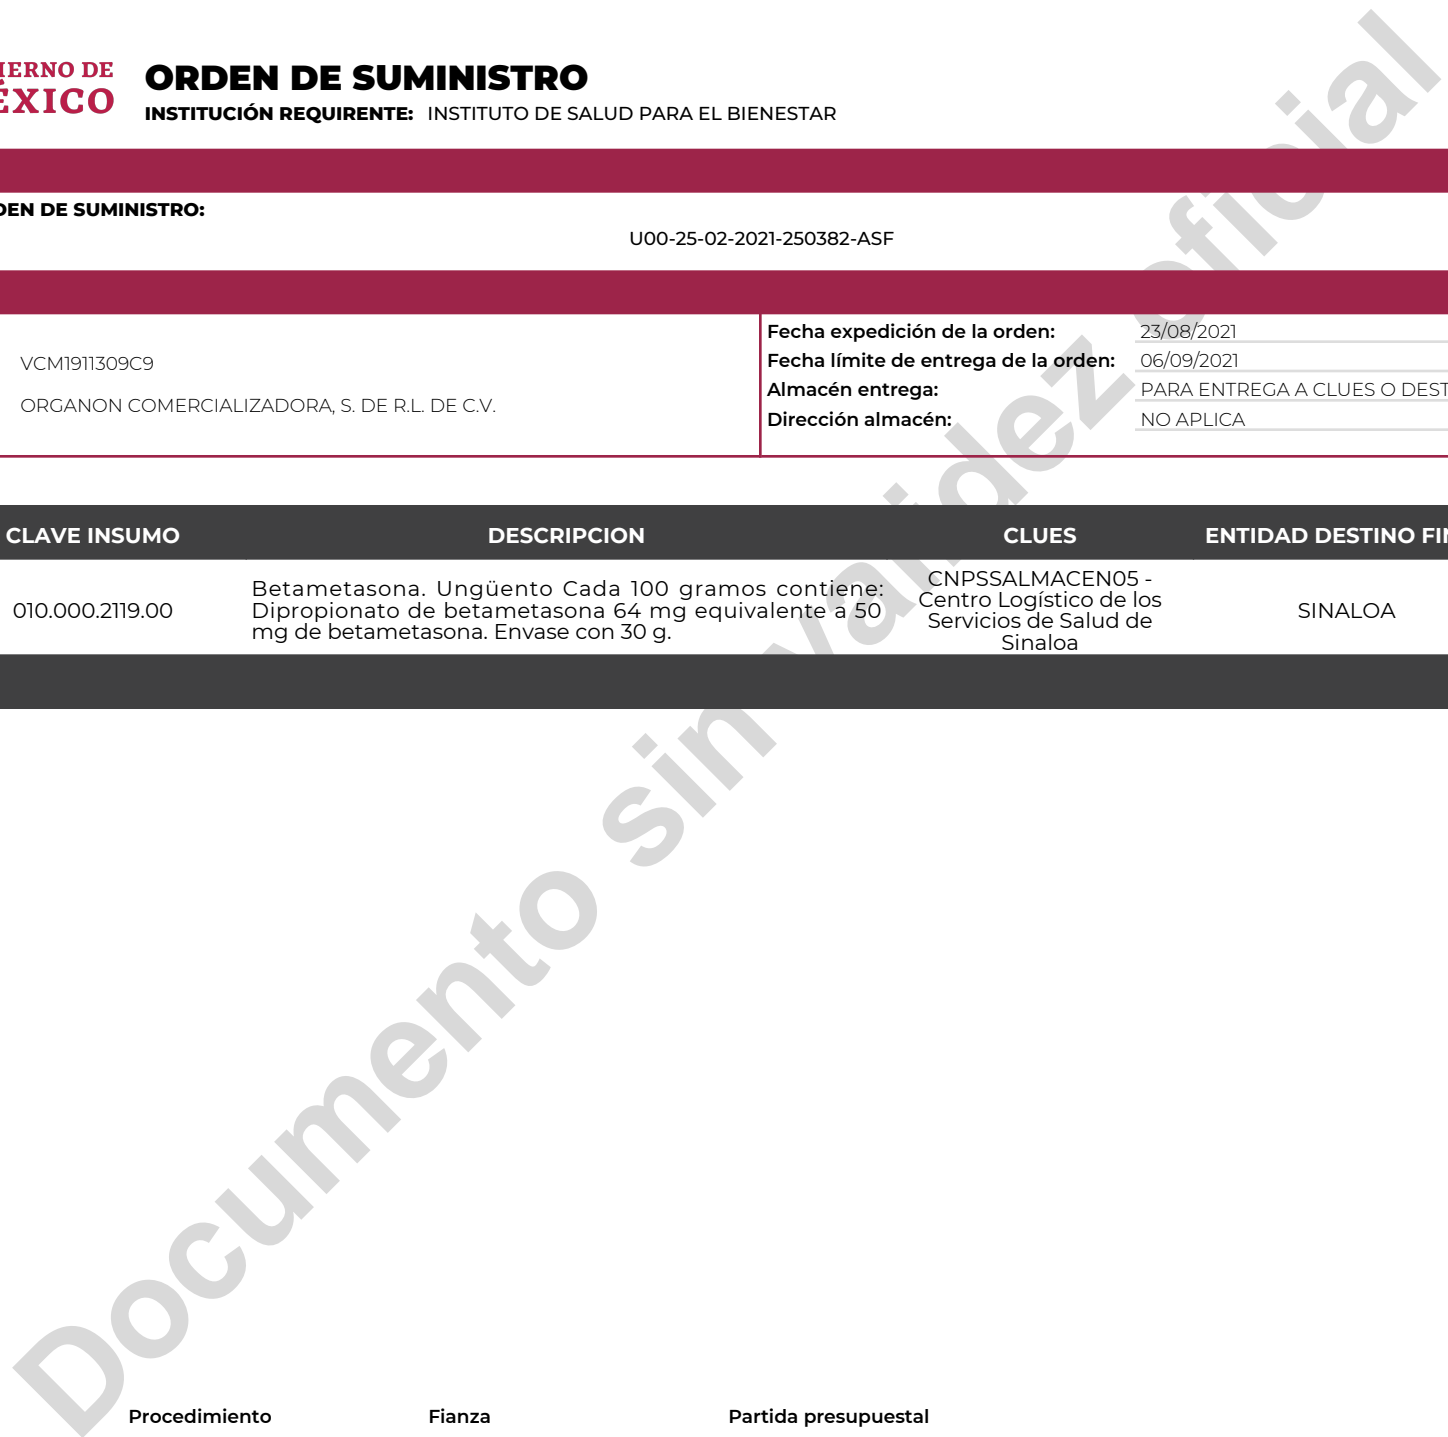 IERNO DE
ÉXICO
ORDEN DE SUMINISTRO
INSTITUCIÓN REQUIRENTE: INSTITUTO DE SALUD PARA EL BIENESTAR
DEN DE SUMINISTRO:
U00-25-02-2021-250382-ASF
VCM1911309C9
ORGANON COMERCIALIZADORA, S. DE R.L. DE C.V.
Fecha expedición de la orden: 23/08/2021
Fecha límite de entrega de la orden: 06/09/2021
Almacén entrega: PARA ENTREGA A CLUES O DEST
Dirección almacén: NO APLICA
CLAVE INSUMO DESCRIPCION CLUES ENTIDAD DESTINO FIN
010.000.2119.00
Betametasona. Ungüento Cada 100 gramos contiene:
Dipropionato de betametasona 64 mg equivalente a 50
mg de betametasona. Envase con 30 g.
CNPSSALMACEN05 -
Centro Logístico de los
Servicios de Salud de
Sinaloa
SINALOA
Documento sin validez oficial
Procedimiento Fianza Partida presupuestal